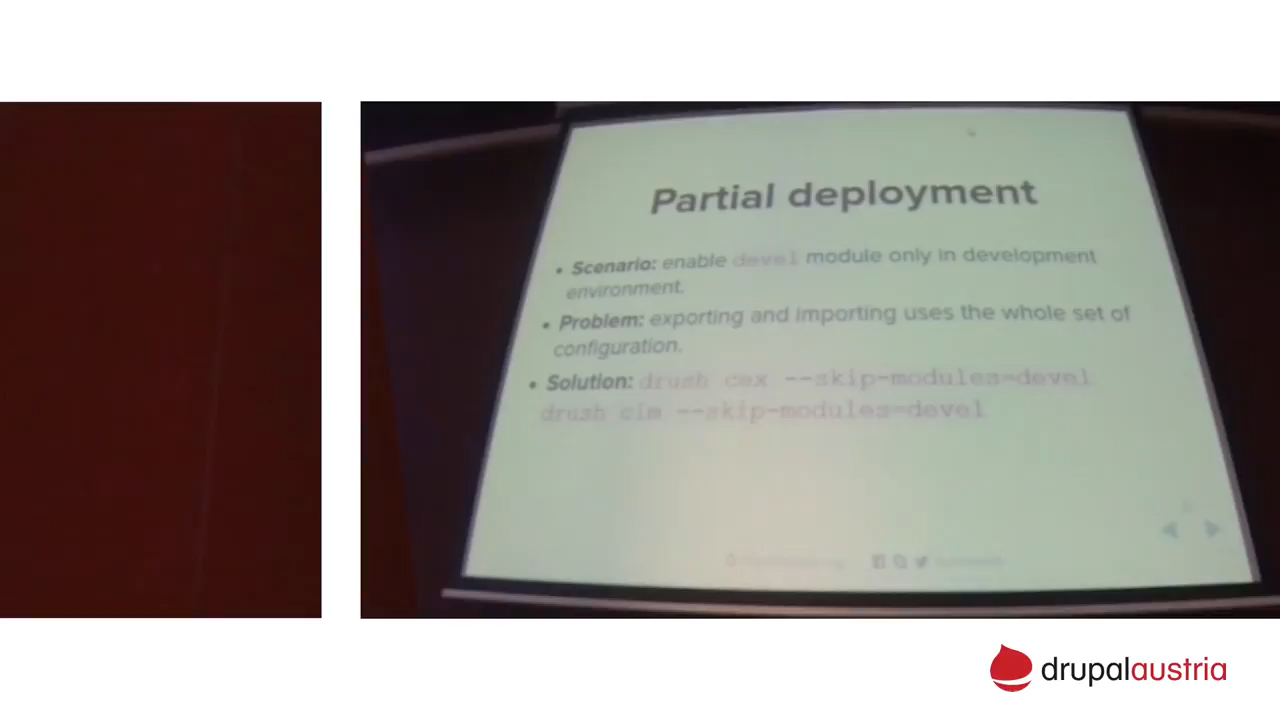 Partial deployment
• Scenario: enable devel module only in development
environment.
• Problem: exporting and importing uses the whole set of
configuration.
• Solution: drush cex --skip-modules=devel
drush cim --skip-modules=devel
drupalaustria